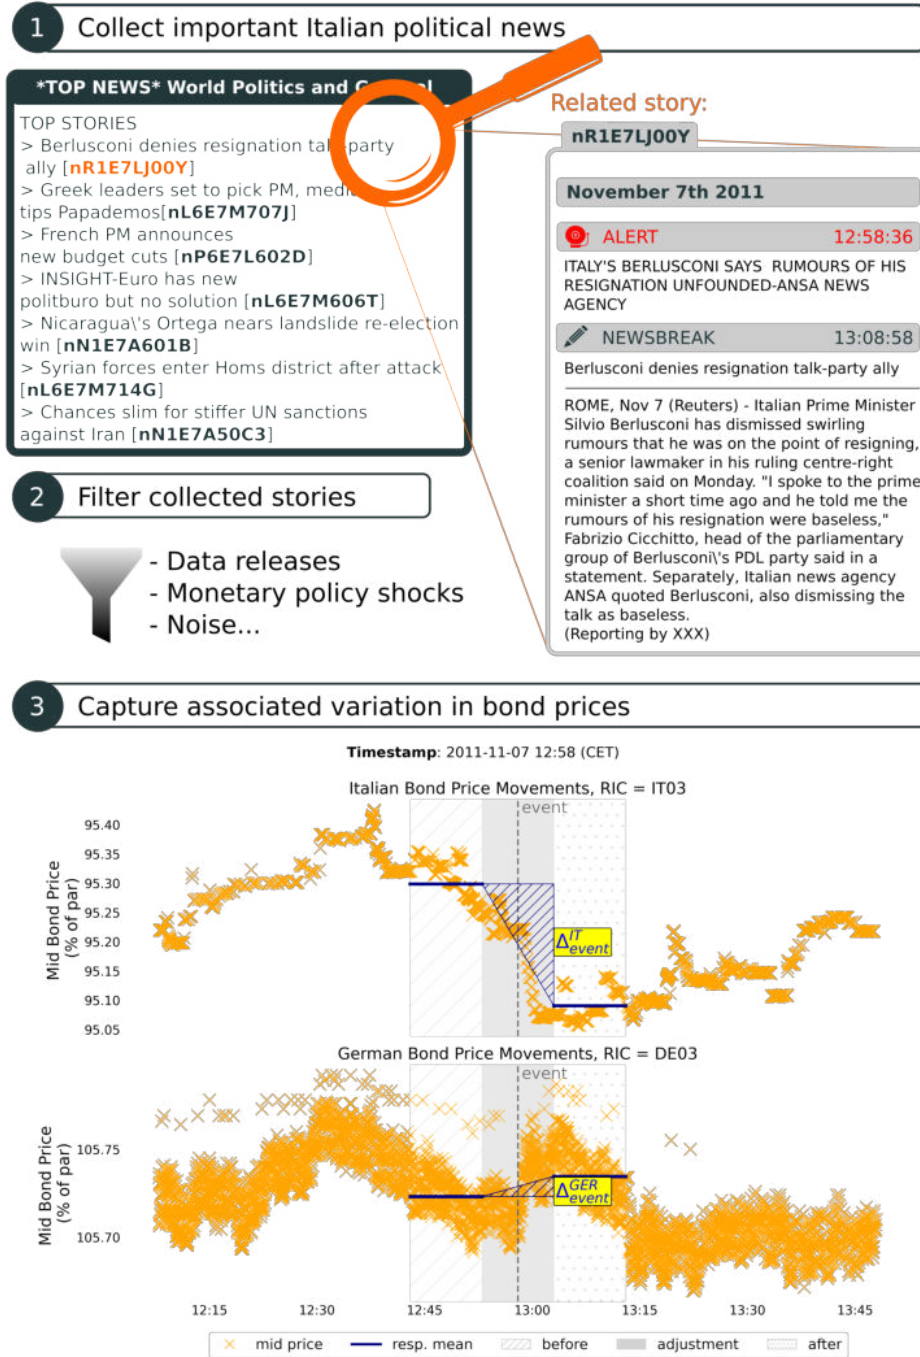 1 Collect important Italian political news
*TOP NEWS* World Politics and
TOP STORIES
> Berlusconi denies resignation talk-party
ally [nR1E7LJ00Y]
> Greek leaders set to pick PM,
tips Papademos[nL6E7M707J]
> French PM announces
new budget cuts [nP6E7L602D]
> INSIGHT-Euro has new
politburo but no solution [nL6E7M606T]
> Nicaragua\'s Ortega nears landslide re-election
win [nN1E7A601B]
> Syrian forces enter Homs district after attack
[nL6E7M714G]
> Chances slim for stiffer UN sanctions
against Iran [nN1E7A50C3]
Related story:
nR1E7LJ00Y
November 7th 2011
ALERT 12:58:36
ITALY'S BERLUSCONI SAYS RUMOURS OF HIS
RESIGNATION UNFOUNDED-ANSA NEWS
AGENCY
NEWSBREAK 13:08:58
Berlusconi denies resignation talk-party ally
ROME, Nov 7 (Reuters) - Italian Prime Minister
Silvio Berlusconi has dismissed swirling
rumours that he was on the point of resigning,
a senior lawmaker in his ruling centre-right
coalition said on Monday. "I spoke to the prime
minister a short time ago and he told me the
rumours of his resignation were baseless,"
Fabrizio Cicchitto, head of the parliamentary
group of Berlusconi\'s PDL party said in a
statement. Separately, Italian news agency
ANSA quoted Berlusconi, also dismissing the
talk as baseless.
(Reporting by XXX)
2 Filter collected stories
- Data releases
- Monetary policy shocks
- Noise...
3 Capture associated variation in bond prices
Timestamp: 2011-11-07 12:58 (CET)
Italian Bond Price Movements, RIC = IT03
event
Mid Bond Price
(% of par)
95.40
95.35
95.30
95.25
95.20
95.15
95.10
95.05
Δ IT event
German Bond Price Movements, RIC = DE03
event
Mid Bond Price
(% of par)
105.75
105.70
Δ GER event
12:15 12:30 12:45 13:00 13:15 13:30 13:45
mid price resp. mean before adjustment after